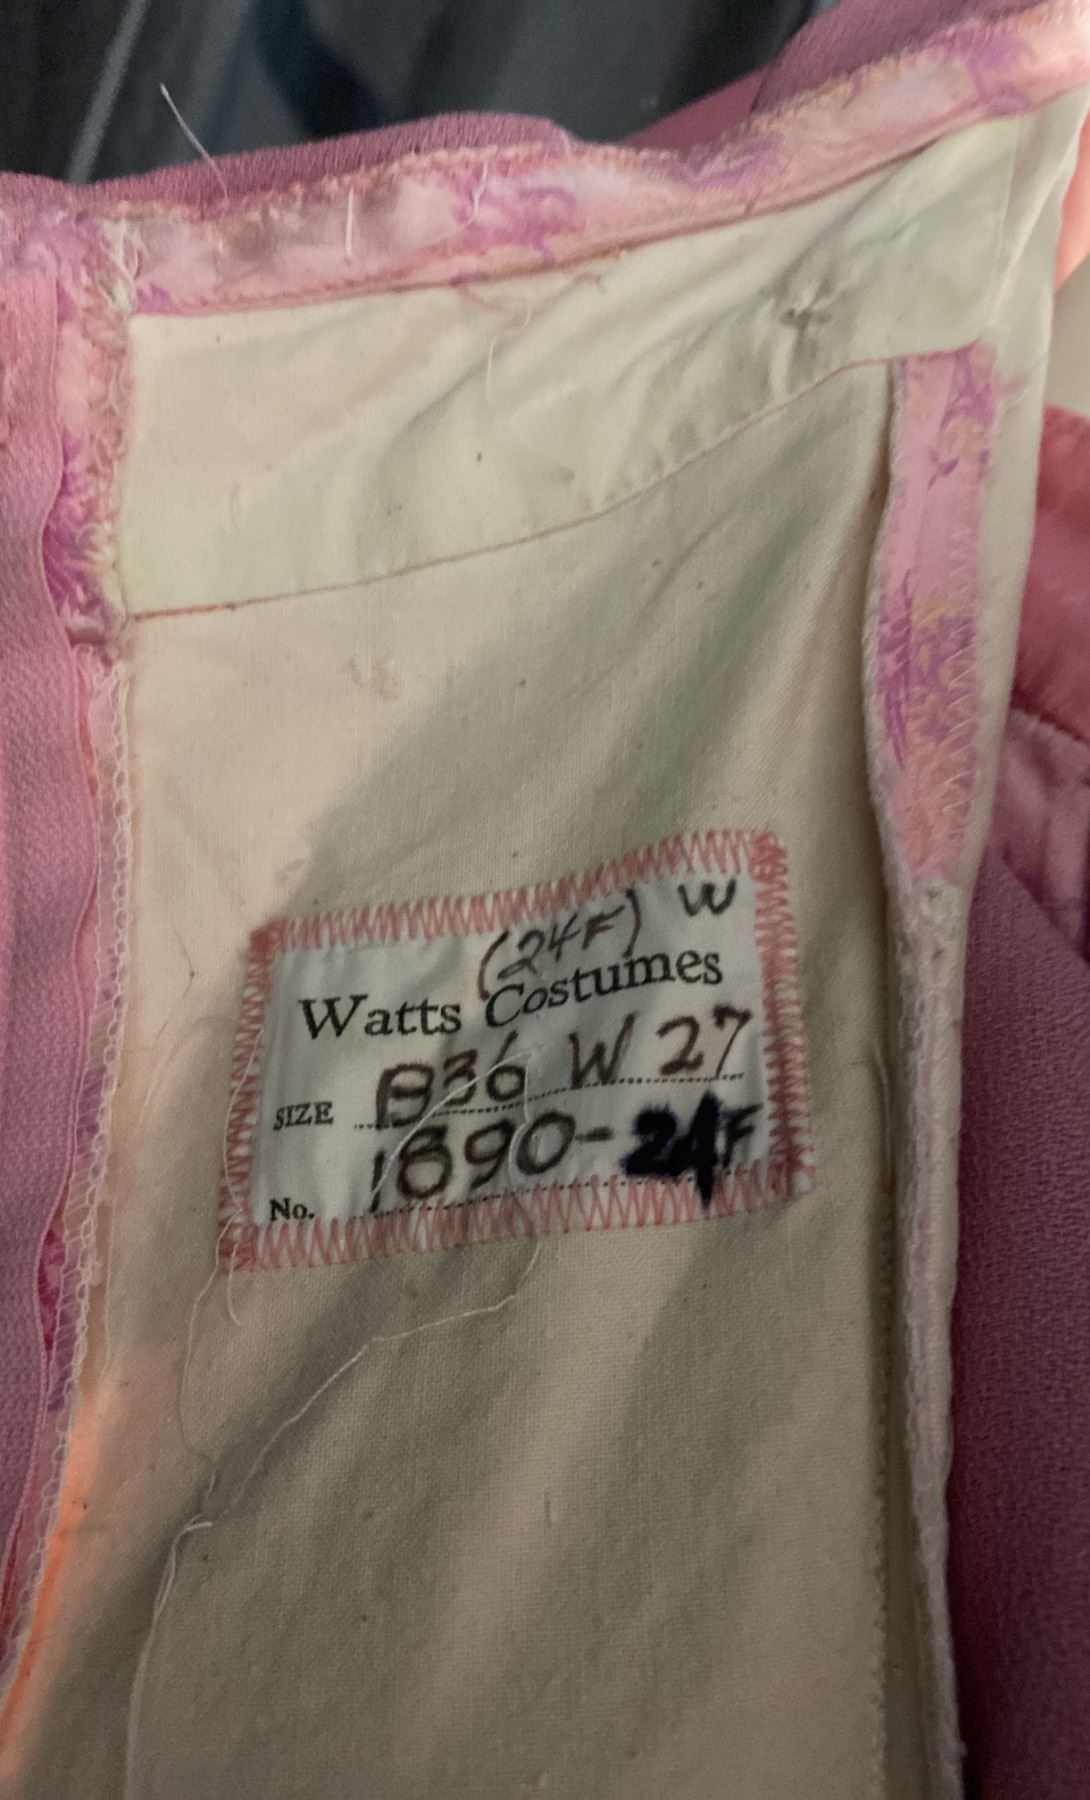 (24F) W
Watts Costumes
SIZE B36 W 27
No. 1890-24F